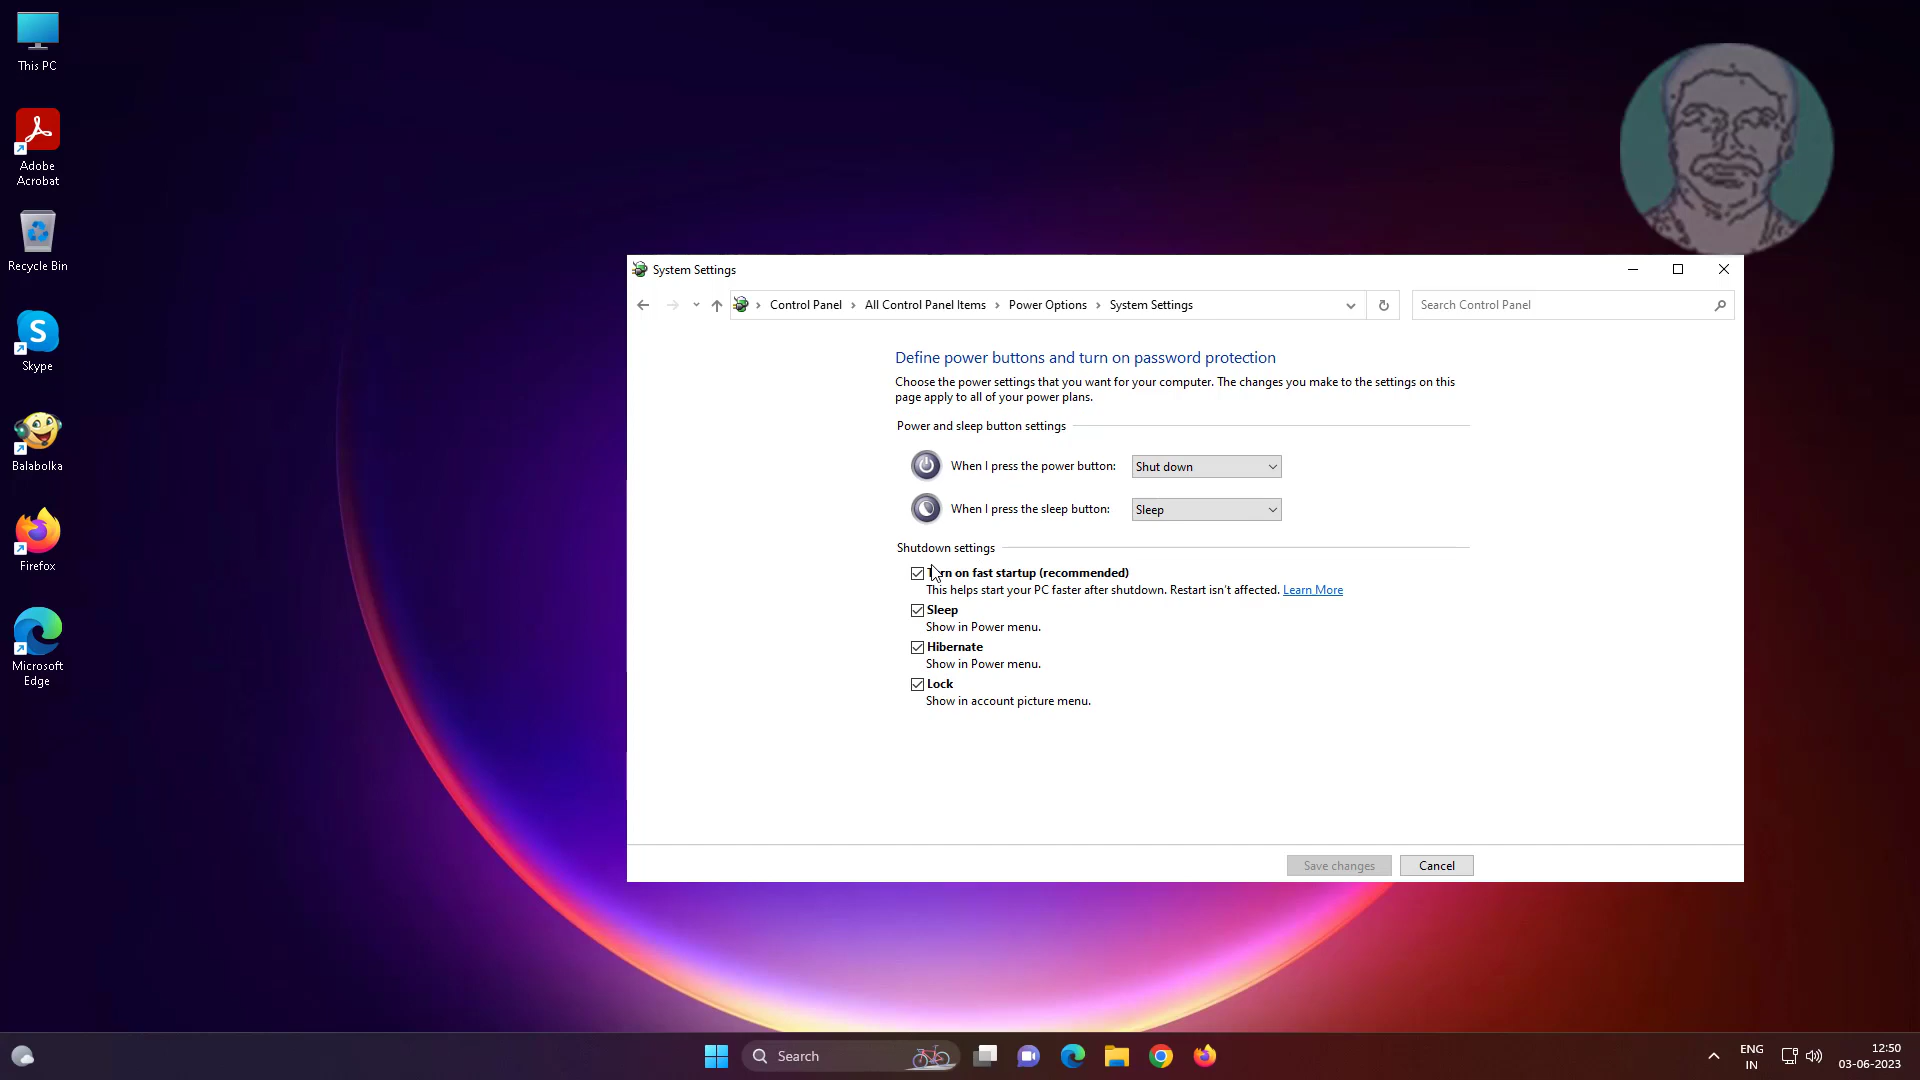 This PC
Adobe
Acrobat
Recycle Bin
Skype
Balabolka
Firefox
Microsoft
Edge
System Settings
Control Panel
All Control Panel Items
Power Options
System Settings
Search Control Panel
Define power buttons and turn on password protection
Choose the power settings that you want for your computer. The changes you make to the settings on this
page apply to all of your power plans.
Power and sleep button settings
When I press the power button:
Shut down
When I press the sleep button:
Sleep
Shutdown settings
Turn on fast startup (recommended)
This helps start your PC faster after shutdown. Restart isn't affected. Learn More
Sleep
Show in Power menu.
Hibernate
Show in Power menu.
Lock
Show in account picture menu.
Save changes
Cancel
Search
ENG
IN
12:50
03-06-2023